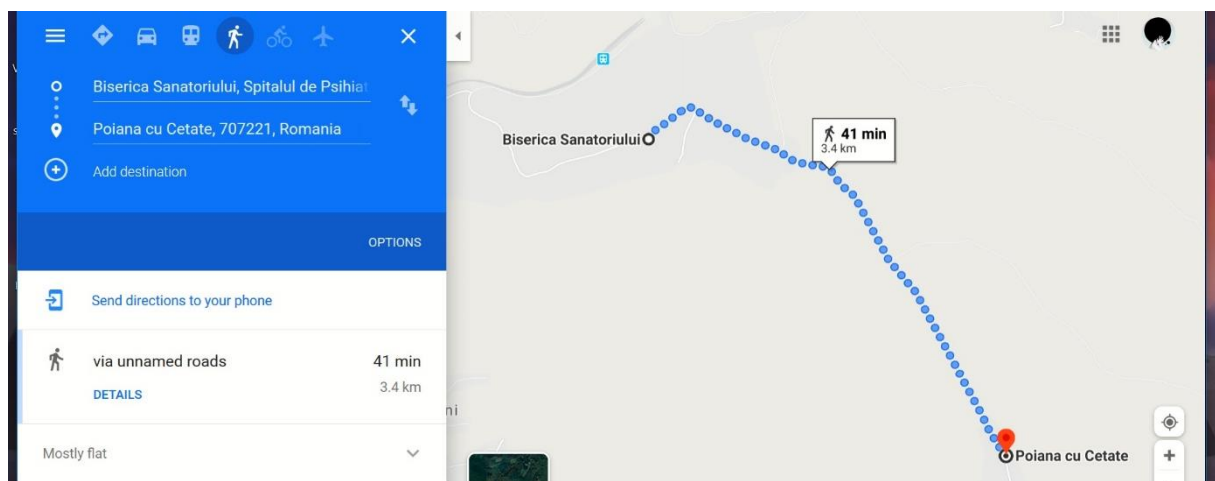 Biserica Sanatoriului, Spitalul de Psihiat
Poiana cu Cetate, 707221, Romania
Add destination
OPTIONS
Send directions to your phone
via unnamed roads
41 min
3.4 km
DETAILS
Mostly flat
Biserica Sanatoriului
41 min
3.4 km
ni
Poiana cu Cetate